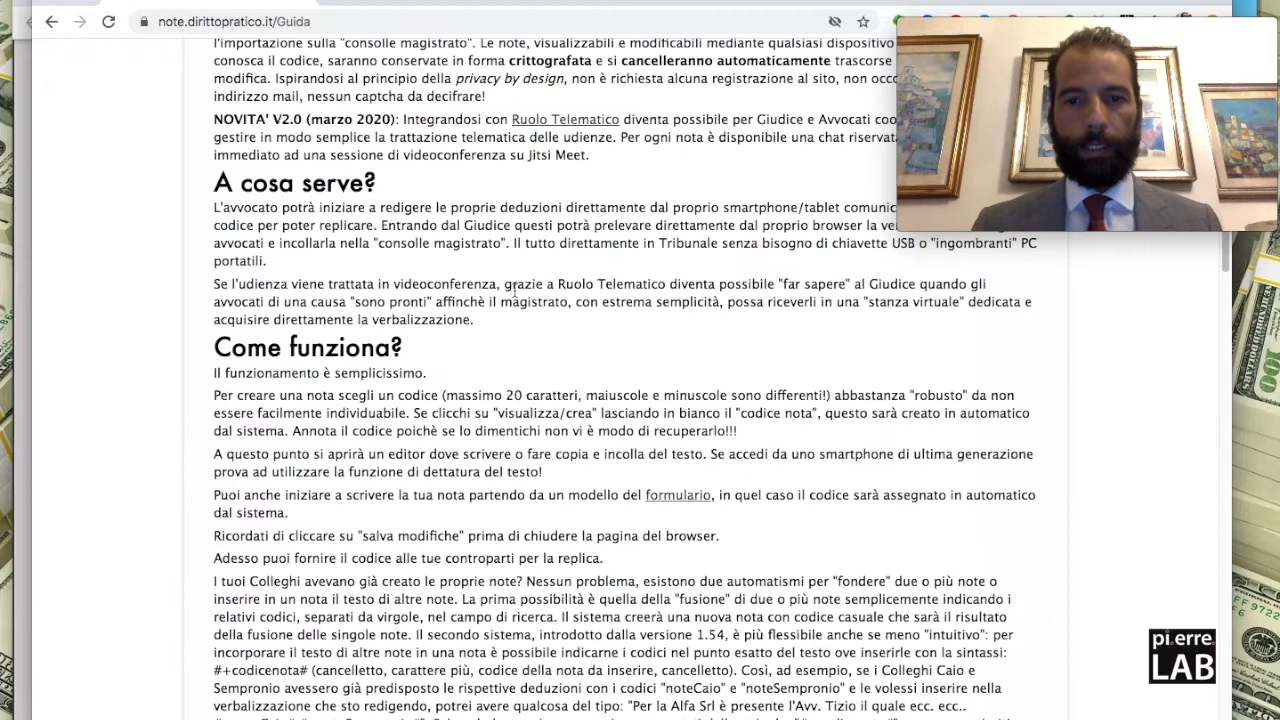 note.dirittopratico.it/Guida
l'importazione sulla "consolle magistrato". Le note, visualizzabili e modificabili mediante qualsiasi dispositivo
conosca il codice, saranno conservate in forma crittografata e si cancelleranno automaticamente trascorse
modifica. Ispirandosi al principio della privacy by design, non è richiesta alcuna registrazione al sito, non occo
indirizzo mail, nessun captcha da decifrare!
NOVITA' V2.0 (marzo 2020): Integrandosi con Ruolo Telematico diventa possibile per Giudice e Avvocati coo
gestire in modo semplice la trattazione telematica delle udienze. Per ogni nota è disponibile una chat riservat
immediato ad una sessione di videoconferenza su Jitsi Meet.
A cosa serve?
L'avvocato potrà iniziare a redigere le proprie deduzioni direttamente dal proprio smartphone/tablet comunic
codice per poter replicare. Entrando dal Giudice questi potrà prelevare direttamente dal proprio browser la ve
avvocati e incollarla nella "consolle magistrato". Il tutto direttamente in Tribunale senza bisogno di chiavette USB o "ingombranti" PC
portatili.
Se l'udienza viene trattata in videoconferenza, grazie a Ruolo Telematico diventa possibile "far sapere" al Giudice quando gli
avvocati di una causa "sono pronti" affinchè il magistrato, con estrema semplicità, possa riceverli in una "stanza virtuale" dedicata e
acquisire direttamente la verbalizzazione.
Come funziona?
Il funzionamento è semplicissimo.
Per creare una nota scegli un codice (massimo 20 caratteri, maiuscole e minuscole sono differenti!) abbastanza "robusto" da non
essere facilmente individuabile. Se clicchi su "visualizza/crea" lasciando in bianco il "codice nota", questo sarà creato in automatico
dal sistema. Annota il codice poichè se lo dimentichi non vi è modo di recuperarlo!!!
A questo punto si aprirà un editor dove scrivere o fare copia e incolla del testo. Se accedi da uno smartphone di ultima generazione
prova ad utilizzare la funzione di dettatura del testo!
Puoi anche iniziare a scrivere la tua nota partendo da un modello del formulario, in quel caso il codice sarà assegnato in automatico
dal sistema.
Ricordati di cliccare su "salva modifiche" prima di chiudere la pagina del browser.
Adesso puoi fornire il codice alle tue controparti per la replica.
I tuoi Colleghi avevano già creato le proprie note? Nessun problema, esistono due automatismi per "fondere" due o più note o
inserire in un nota il testo di altre note. La prima possibilità è quella della "fusione" di due o più note semplicemente indicando i
relativi codici, separati da virgole, nel campo di ricerca. Il sistema creerà una nuova nota con codice casuale che sarà il risultato
della fusione delle singole note. Il secondo sistema, introdotto dalla versione 1.54, è più flessibile anche se meno "intuitivo": per
incorporare il testo di altre note in una nota è possibile indicarne i codici nel punto esatto del testo ove inserirle con la sintassi:
#+codicenota# (cancelletto, carattere più, codice della nota da inserire, cancelletto). Così, ad esempio, se i Colleghi Caio e
Sempronio avessero già predisposto le rispettive deduzioni con i codici "noteCaio" e "noteSempronio" e le volessi inserire nella
verbalizzazione che sto redigendo, potrei avere qualcosa del tipo: "Per la Alfa Srl è presente l'Avv. Tizio il quale ecc. ecc..
pi.erre.
LAB